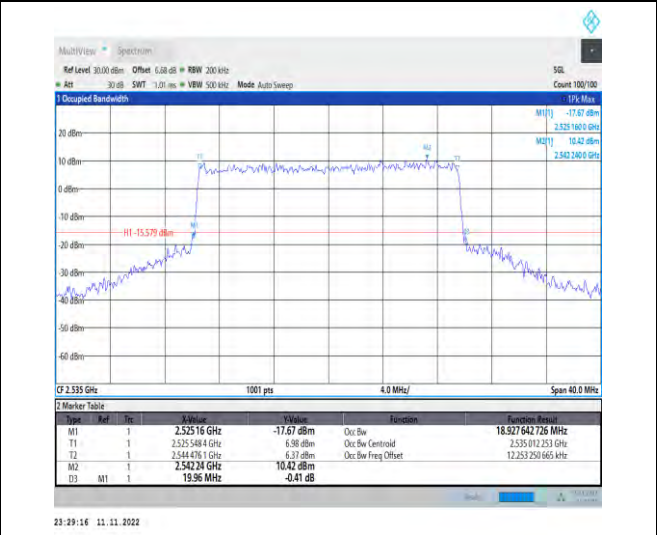 MultiView Spectrum
Ref Level 30.00 dBm Offset 6.68 dB RBW 200 kHz SGL
Att 30 dB SWT 1.01 ms VBW 500 kHz Mode Auto Sweep Count 100/100
1 Occupied Bandwidth 1Pk Max
M1[1] -17.67 dBm
2.525 160 0 GHz
M2[1] 10.42 dBm
2.542 240 0 GHz
20 dBm
M2
T1
10 dBm
0 dBm
-10 dBm
M1
H1 -15.579 dBm
-20 dBm
-30 dBm
-40 dBm
-50 dBm
-60 dBm
CF 2.535 GHz 1001 pts 4.0 MHz/ Span 40.0 MHz
2 Marker Table
Type Ref Trc X-Value Y-Value Function Function Result
M1 1 2.525 16 GHz -17.67 dBm Occ Bw 18.927 642 726 MHz
T1 1 2.525 548 4 GHz 6.98 dBm Occ Bw Centroid 2.535 012 253 GHz
T2 1 2.544 476 1 GHz 6.37 dBm Occ Bw Freq Offset 12.253 250 665 kHz
M2 1 2.542 24 GHz 10.42 dBm
D3 M1 1 19.96 MHz -0.41 dB
23:29:16 11.11.2022